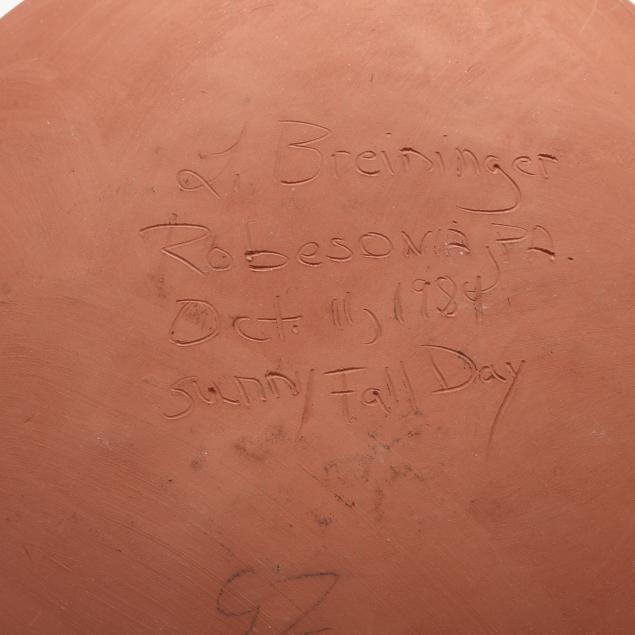 L. Breininger
Robesonia, PA.
Oct. 11, 1984.
sunny Fall Day